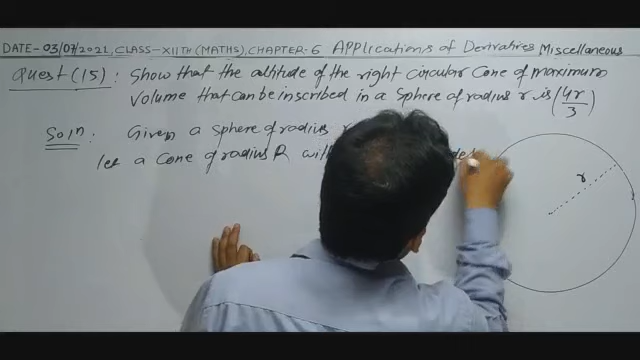 DATE-03/07/2021, CLASS-XIITH (MATHS), CHAPTER-6 Applications of Derivatives Miscellaneous
Quest (15) : Show that the altitude of the right circular Cone of maximum
Volume that can be inscribed in a sphere of radius r is (4r/3)
Soln : Given a sphere of radius r
let a Cone of radius R
r